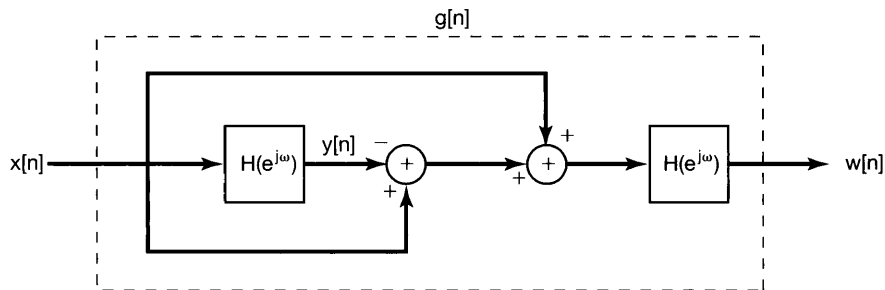 g[n]
+
x[n]
H(e^{jω})
y[n]
−
+
+
+
+
H(e^{jω})
w[n]